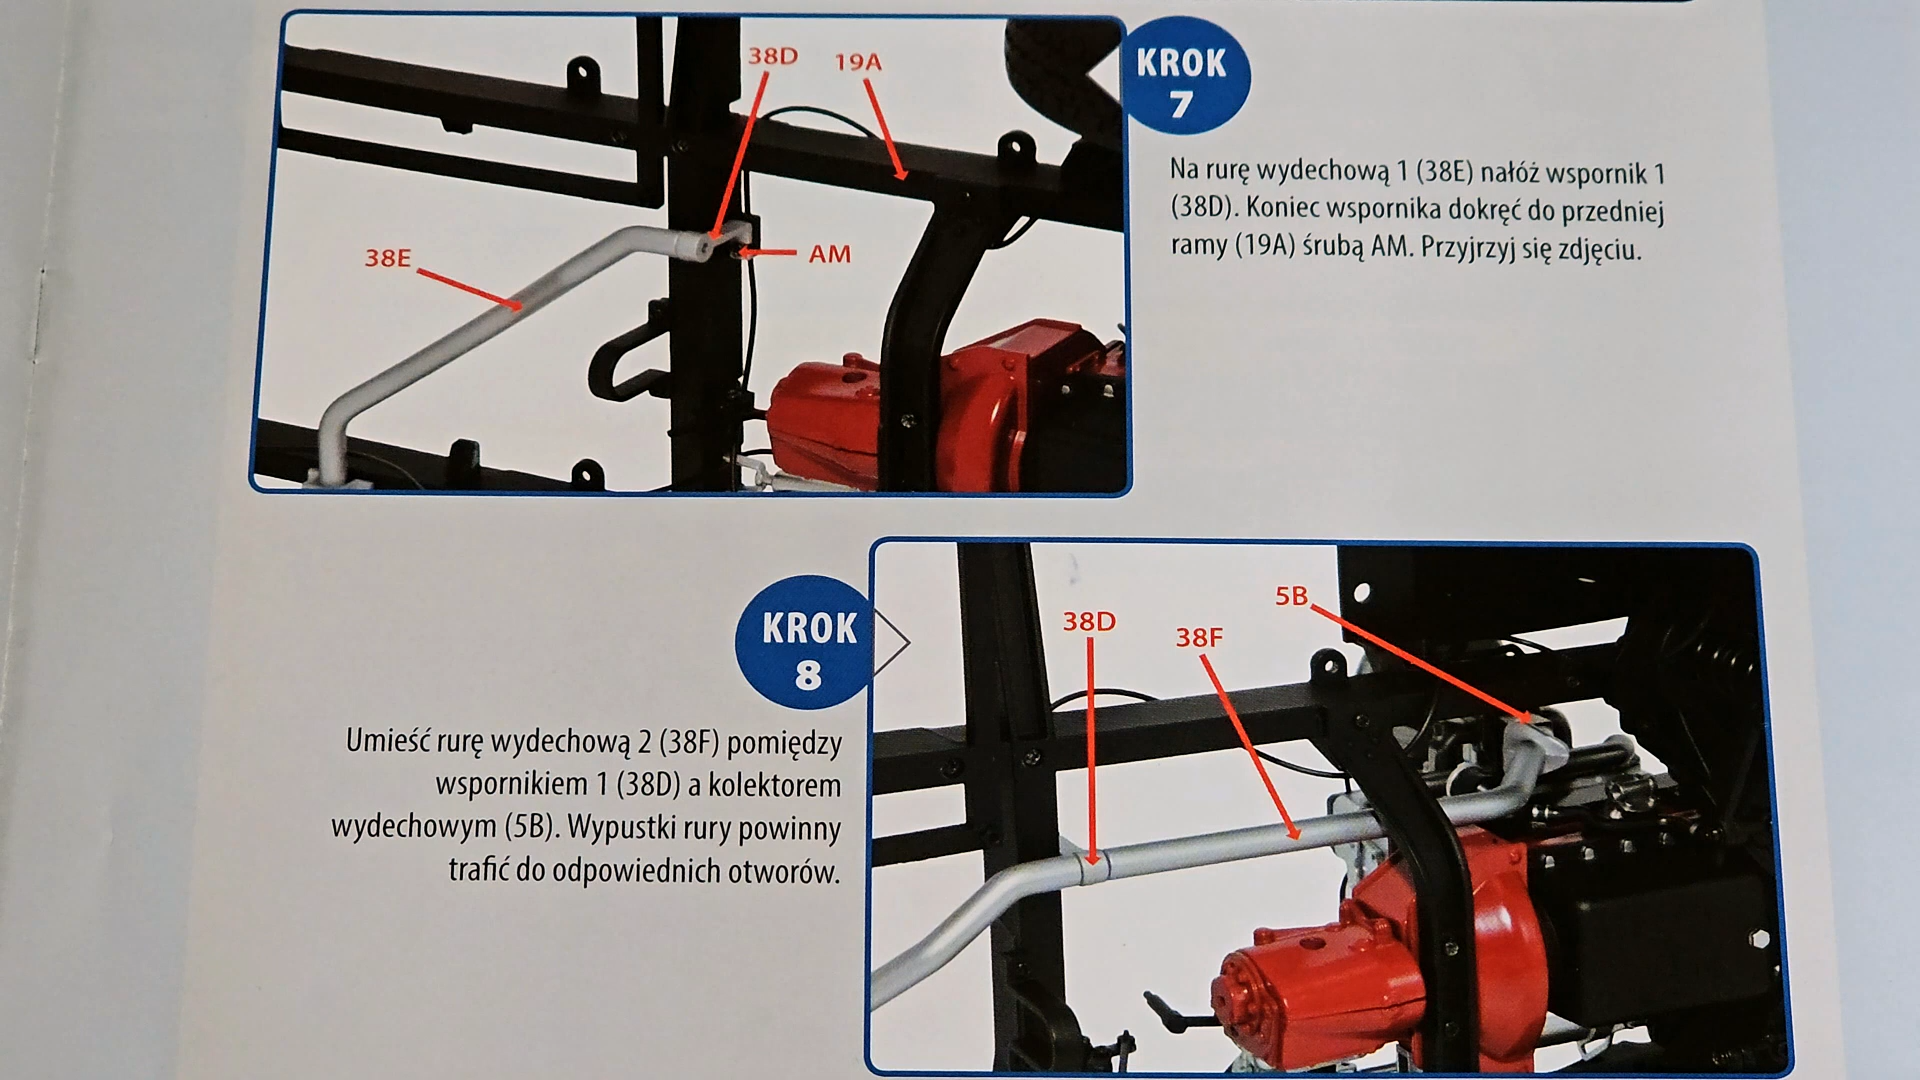 38D
19A
38E
AM
KROK
7
Na rurę wydechową 1 (38E) nałóż wspornik 1
(38D). Koniec wspornika dokręć do przedniej
ramy (19A) śrubą AM. Przyjrzyj się zdjęciu.
KROK
8
Umieść rurę wydechową 2 (38F) pomiędzy
wspornikiem 1 (38D) a kolektorem
wydechowym (5B). Wypustki rury powinny
trafić do odpowiednich otworów.
5B
38D
38F